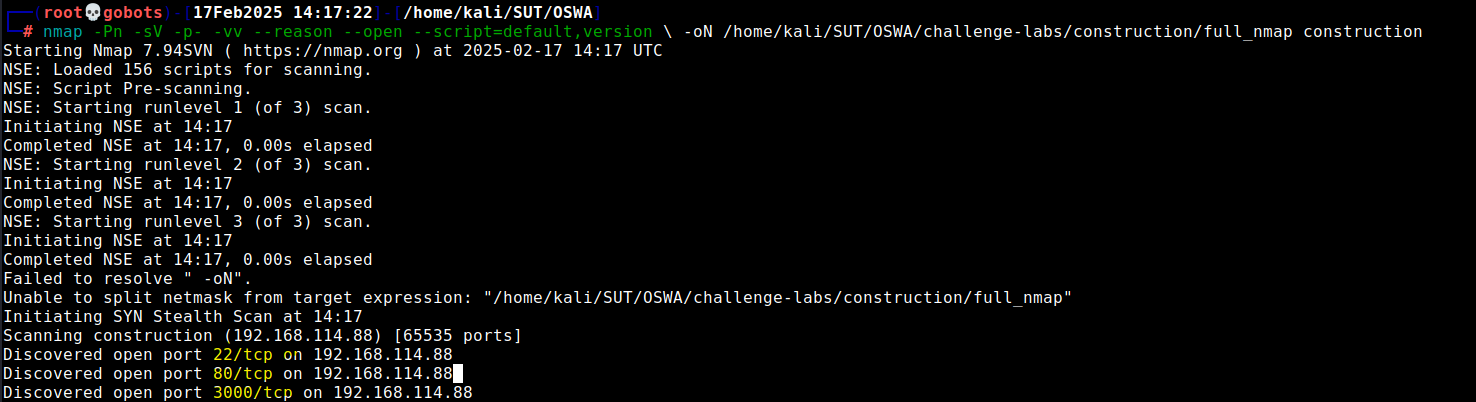 ┌──(root💀gobots)-[17Feb2025 14:17:22]-[/home/kali/SUT/OSWA]
└─# nmap -Pn -sV -p- -vv --reason --open --script=default,version \ -oN /home/kali/SUT/OSWA/challenge-labs/construction/full_nmap construction
Starting Nmap 7.94SVN ( https://nmap.org ) at 2025-02-17 14:17 UTC
NSE: Loaded 156 scripts for scanning.
NSE: Script Pre-scanning.
NSE: Starting runlevel 1 (of 3) scan.
Initiating NSE at 14:17
Completed NSE at 14:17, 0.00s elapsed
NSE: Starting runlevel 2 (of 3) scan.
Initiating NSE at 14:17
Completed NSE at 14:17, 0.00s elapsed
NSE: Starting runlevel 3 (of 3) scan.
Initiating NSE at 14:17
Completed NSE at 14:17, 0.00s elapsed
Failed to resolve " -oN".
Unable to split netmask from target expression: "/home/kali/SUT/OSWA/challenge-labs/construction/full_nmap"
Initiating SYN Stealth Scan at 14:17
Scanning construction (192.168.114.88) [65535 ports]
Discovered open port 22/tcp on 192.168.114.88
Discovered open port 80/tcp on 192.168.114.88
Discovered open port 3000/tcp on 192.168.114.88